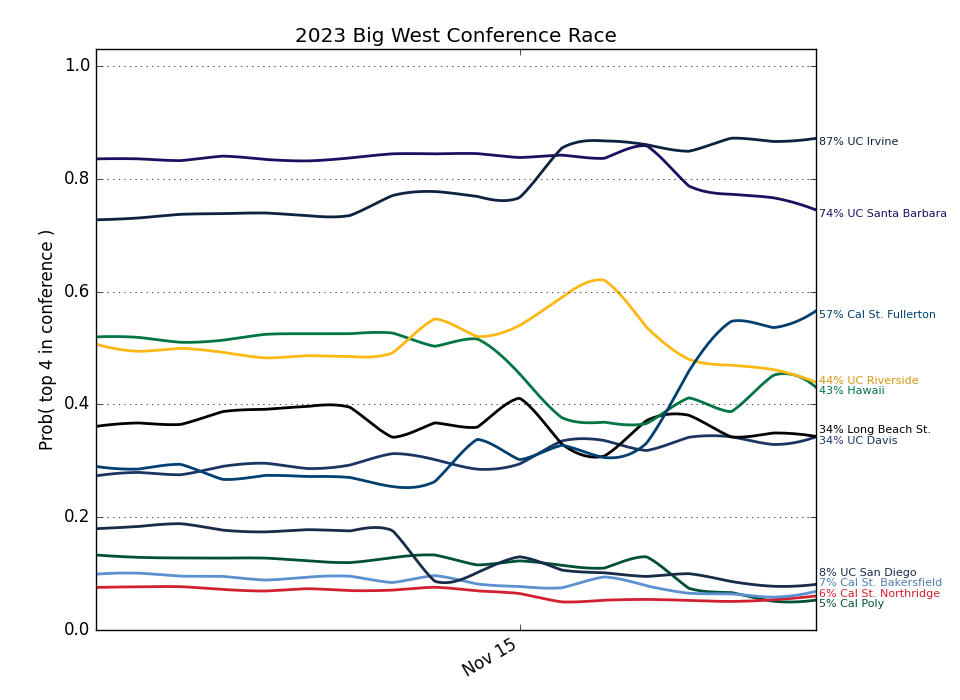 2023 Big West Conference Race
Prob( top 4 in conference )
1.0
0.8
0.6
0.4
0.2
0.0
Nov 15
87% UC Irvine
74% UC Santa Barbara
57% Cal St. Fullerton
44% UC Riverside
43% Hawaii
34% Long Beach St.
34% UC Davis
8% UC San Diego
7% Cal St. Bakersfield
6% Cal St. Northridge
5% Cal Poly